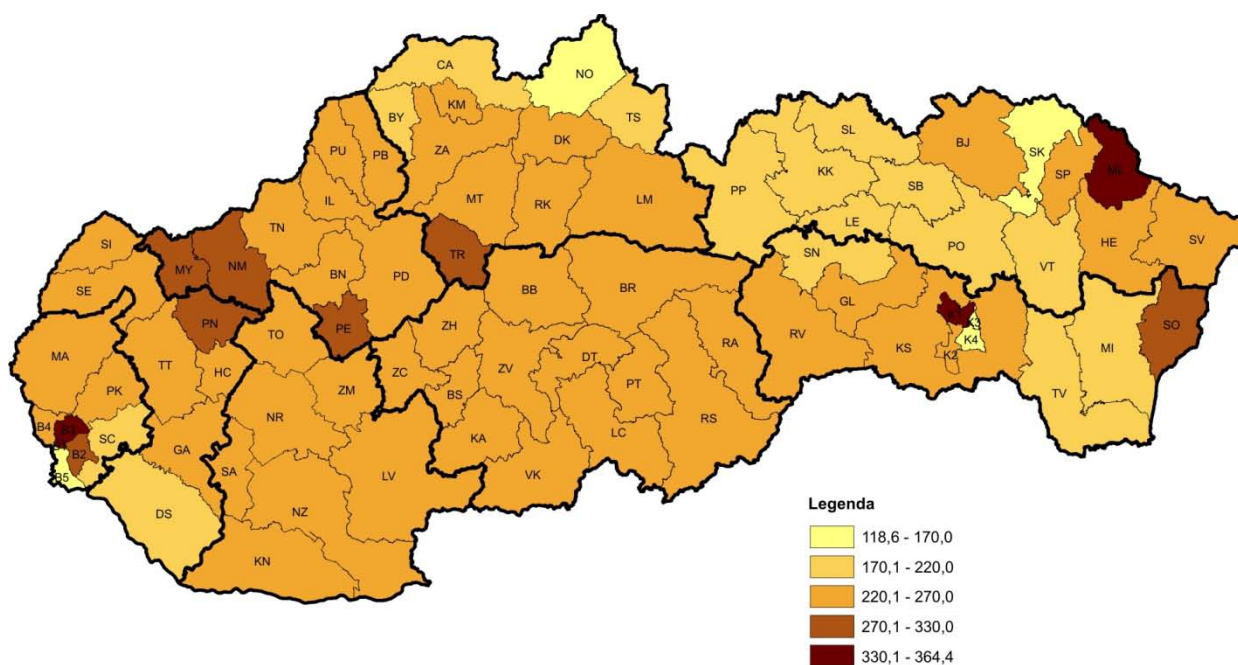 CA
NO
KM
BY
TS
PU
PB
ZA
DK
SL
BJ
SK
SP
ML
IL
MT
RK
LM
PP
KK
SB
TN
LE
PO
HE
SV
SI
MY
NM
BN
PD
TR
SN
VT
SE
BB
BR
GL
PN
TO
PE
ZH
RV
KS
K3
K4
K2
SO
MA
TT
HC
ZC
ZV
DT
RA
MI
PK
ZM
BS
PT
TV
B4
B3
SC
NR
B2
GA
KA
LC
RS
B5
SA
LV
VK
DS
NZ
KN
Legenda
118,6 - 170,0
170,1 - 220,0
220,1 - 270,0
270,1 - 330,0
330,1 - 364,4